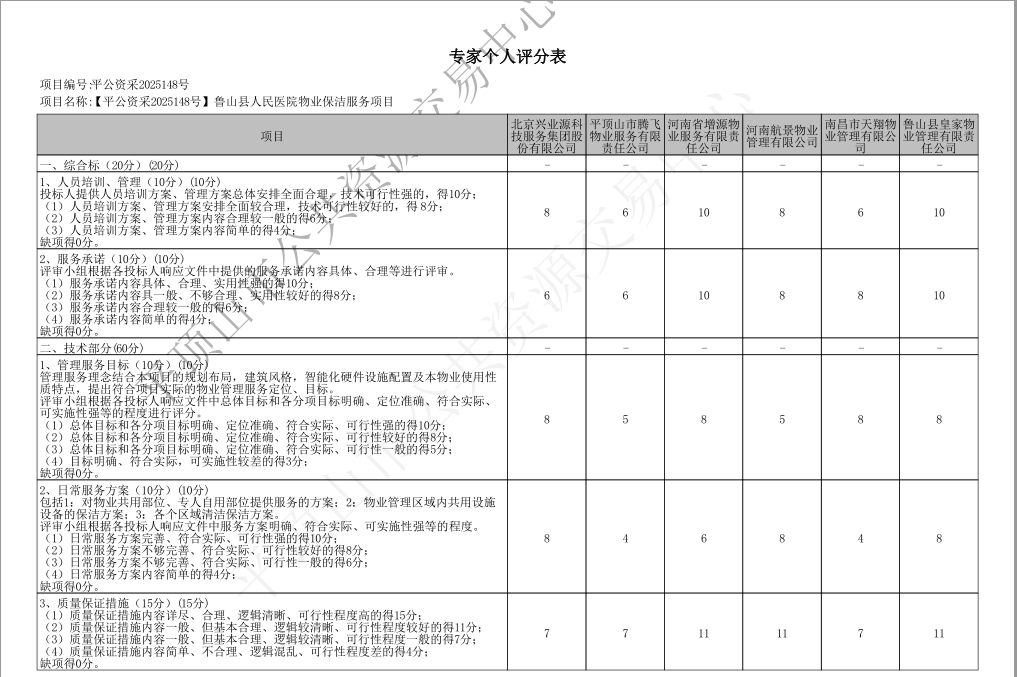 专家个人评分表
项目编号:平公资采2025148号
项目名称:【平公资采2025148号】鲁山县人民医院物业保洁服务项目
项目
北京兴业源科
技服务集团股
份有限公司
平顶山市腾飞
物业服务有限
责任公司
河南省增源物
业服务有限责
任公司
河南航景物业
管理有限公司
南昌市天翔物
业管理有限公
司
鲁山县皇家物
业管理有限责
任公司
一、综合标（20分）(20分) — — — — — —
1、人员培训、管理（10分）(10分)
投标人提供人员培训方案、管理方案总体安排全面合理，技术可行性强的，得10分；
（1）人员培训方案、管理方案安排全面较合理，技术可行性较好的，得 8分；
（2）人员培训方案、管理方案内容合理较一般的得6分；
（3）人员培训方案、管理方案内容简单的得4分；
缺项得0分。
8 6 10 8 6 10
2、服务承诺（10分）(10分)
评审小组根据各投标人响应文件中提供的服务承诺内容具体、合理等进行评审。
（1）服务承诺内容具体、合理、实用性强的得10分；
（2）服务承诺内容具一般、不够合理、实用性较好的得8分；
（3）服务承诺内容合理较一般的得6分；
（4）服务承诺内容简单的得4分；
缺项得0分。
6 6 10 8 8 10
二、技术部分(60分) — — — — — —
1、管理服务目标（10分）(10分)
管理服务理念结合本项目的规划布局，建筑风格，智能化硬件设施配置及本物业使用性
质特点，提出符合项目实际的物业管理服务定位、目标。
评审小组根据各投标人响应文件中总体目标和各分项目标明确、定位准确、符合实际、
可实施性强等的程度进行评分。
（1）总体目标和各分项目标明确、定位准确、符合实际、可行性强的得10分；
（2）总体目标和各分项目标明确、定位准确、符合实际、可行性较好的得8分；
（3）总体目标和各分项目标明确、定位准确、符合实际、可行性一般的得5分；
（4）目标明确、符合实际，可实施性较差的得3分；
缺项得0分。
8 5 8 5 8 8
2、日常服务方案（10分）(10分)
包括1：对物业共用部位、专人自用部位提供服务的方案；2：物业管理区域内共用设施
设备的保洁方案；3：各个区域清洁保洁方案。
评审小组根据各投标人响应文件中服务方案明确、符合实际、可实施性强等的程度。
（1）日常服务方案完善、符合实际、可行性强的得10分；
（2）日常服务方案不够完善、符合实际、可行性较好的得8分；
（3）日常服务方案不够完善、符合实际、可行性一般的得6分；
（4）日常服务方案内容简单的得4分；
缺项得0分。
8 4 6 8 4 8
3、质量保证措施（15分）(15分)
（1）质量保证措施内容详尽、合理、逻辑清晰、可行性程度高的得15分；
（2）质量保证措施内容一般、但基本合理、逻辑较清晰、可行性程度较好的得11分；
（3）质量保证措施内容一般、但基本合理、逻辑较清晰、可行性程度一般的得7分；
（4）质量保证措施内容简单、不合理、逻辑混乱、可行性程度差的得4分；
缺项得0分。
7 7 11 11 7 11
平顶山市公共资源交易中心
平顶山市公共资源交易中心